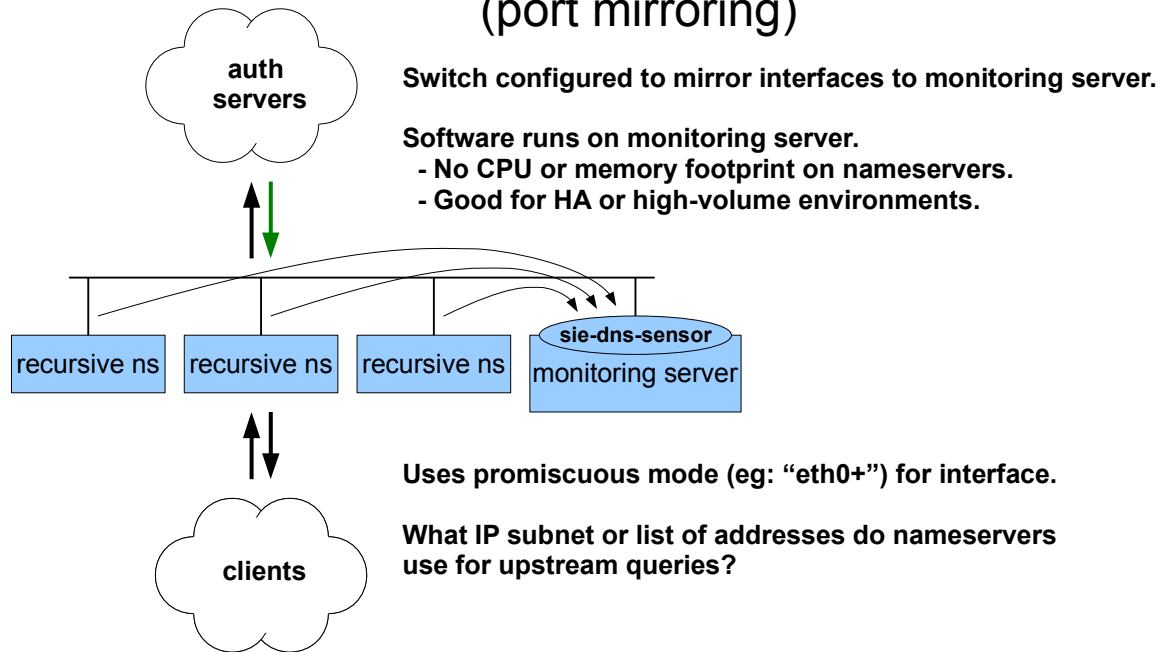 (port mirroring)
auth
servers
Switch configured to mirror interfaces to monitoring server.
Software runs on monitoring server.
- No CPU or memory footprint on nameservers.
- Good for HA or high-volume environments.
sie-dns-sensor
recursive ns
recursive ns
recursive ns
monitoring server
Uses promiscuous mode (eg: “eth0+”) for interface.
What IP subnet or list of addresses do nameservers
use for upstream queries?
clients